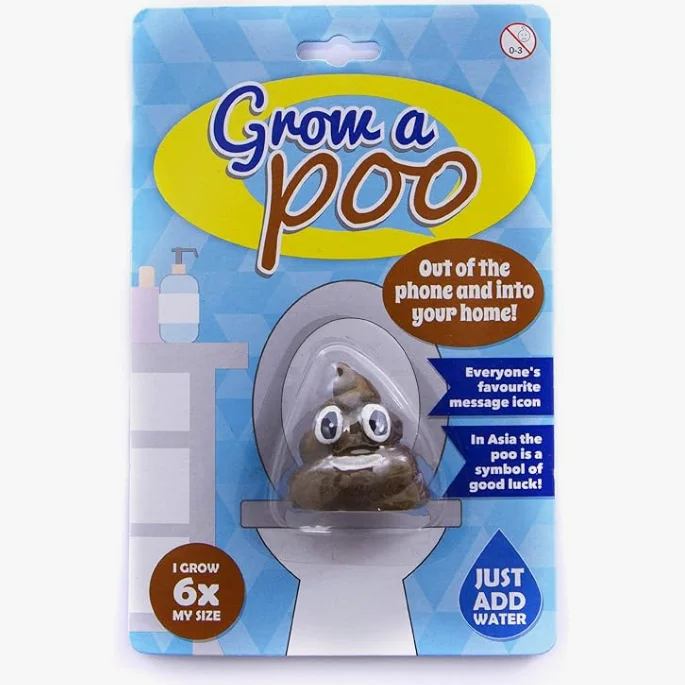 0-3
Grow a
poo
Out of the
phone and into
your home!
Everyone's
favourite
message icon
In Asia the
poo is a
symbol of
good luck!
I GROW
6x
MY SIZE
JUST
ADD
WATER